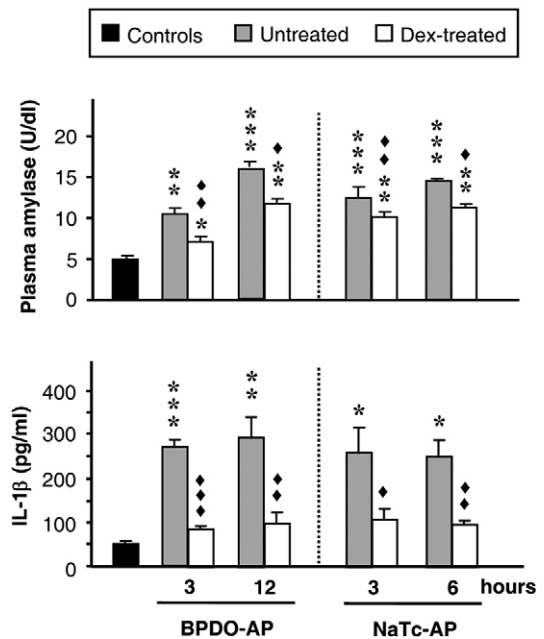 Controls Untreated Dex-treated
Plasma amylase (U/dl)
20
15
10
5
0
* * *
* *
♦ ♦ *
♦ * *
* * *
♦ ♦ * *
* * *
♦ * *
IL-1β (pg/ml)
400
300
200
100
0
* * *
* *
♦ ♦ ♦
♦ ♦
*
*
♦
♦ ♦
3 12 3 6 hours
BPDO-AP NaTc-AP